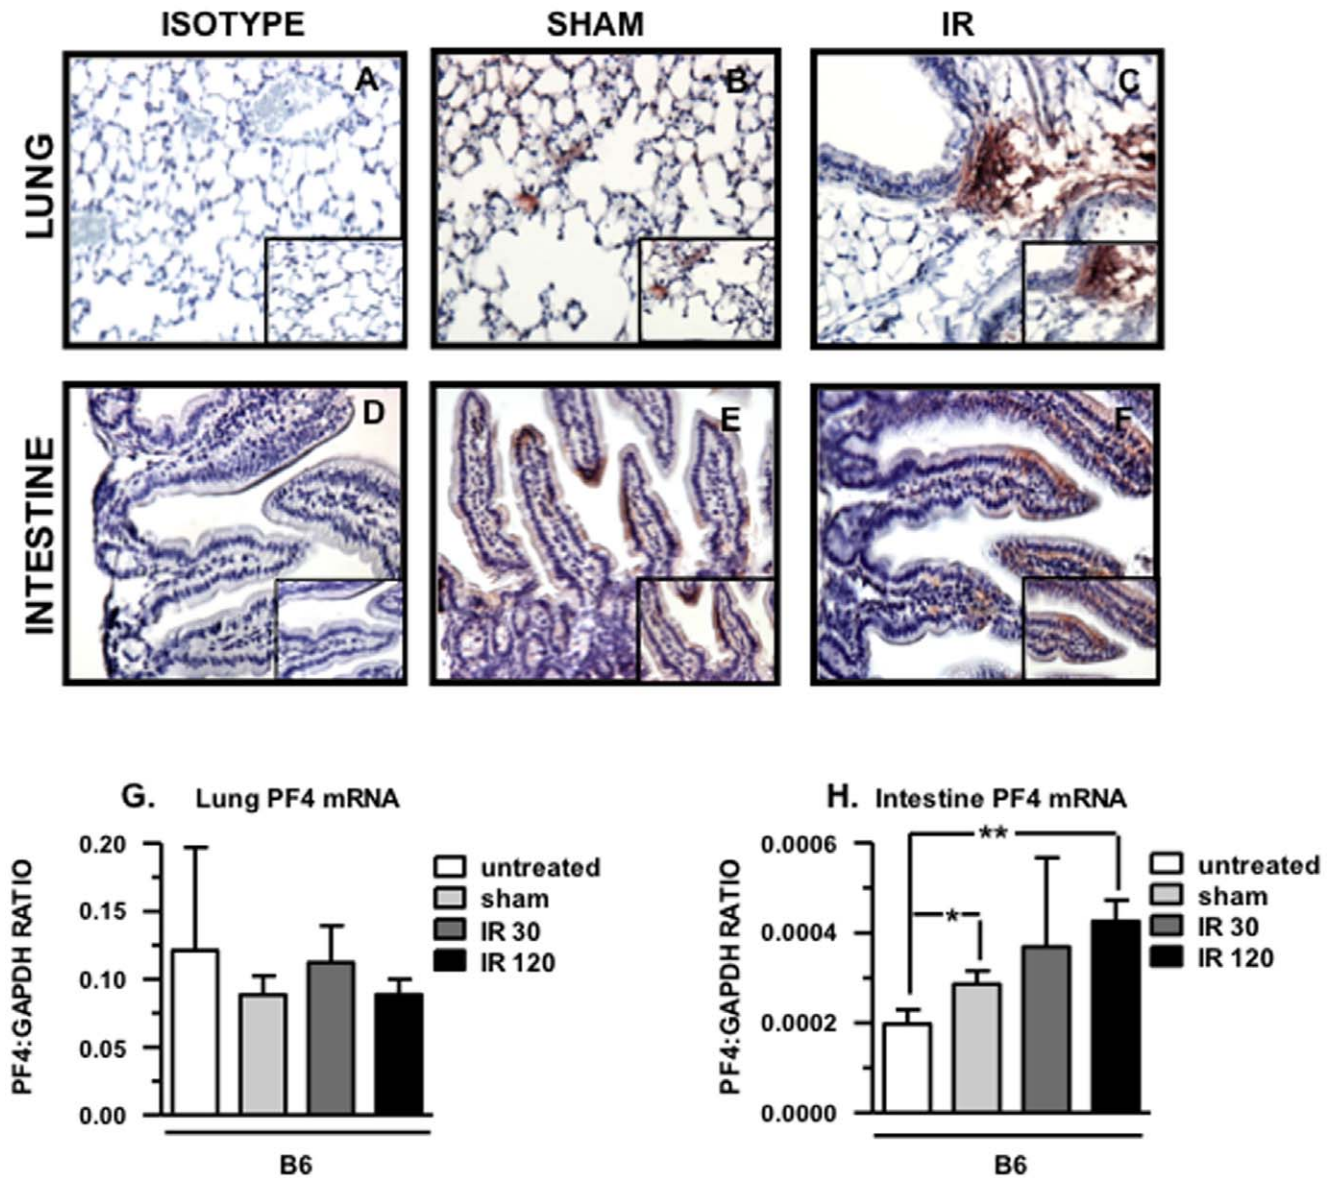 ISOTYPE SHAM IR
LUNG
A B C
INTESTINE
D E F
G. Lung PF4 mRNA
PF4:GAPDH RATIO
0.20
0.15
0.10
0.05
0.00
untreated
sham
IR 30
IR 120
B6
H. Intestine PF4 mRNA
PF4:GAPDH RATIO
0.0006
0.0004
0.0002
0.0000
**
*
untreated
sham
IR 30
IR 120
B6